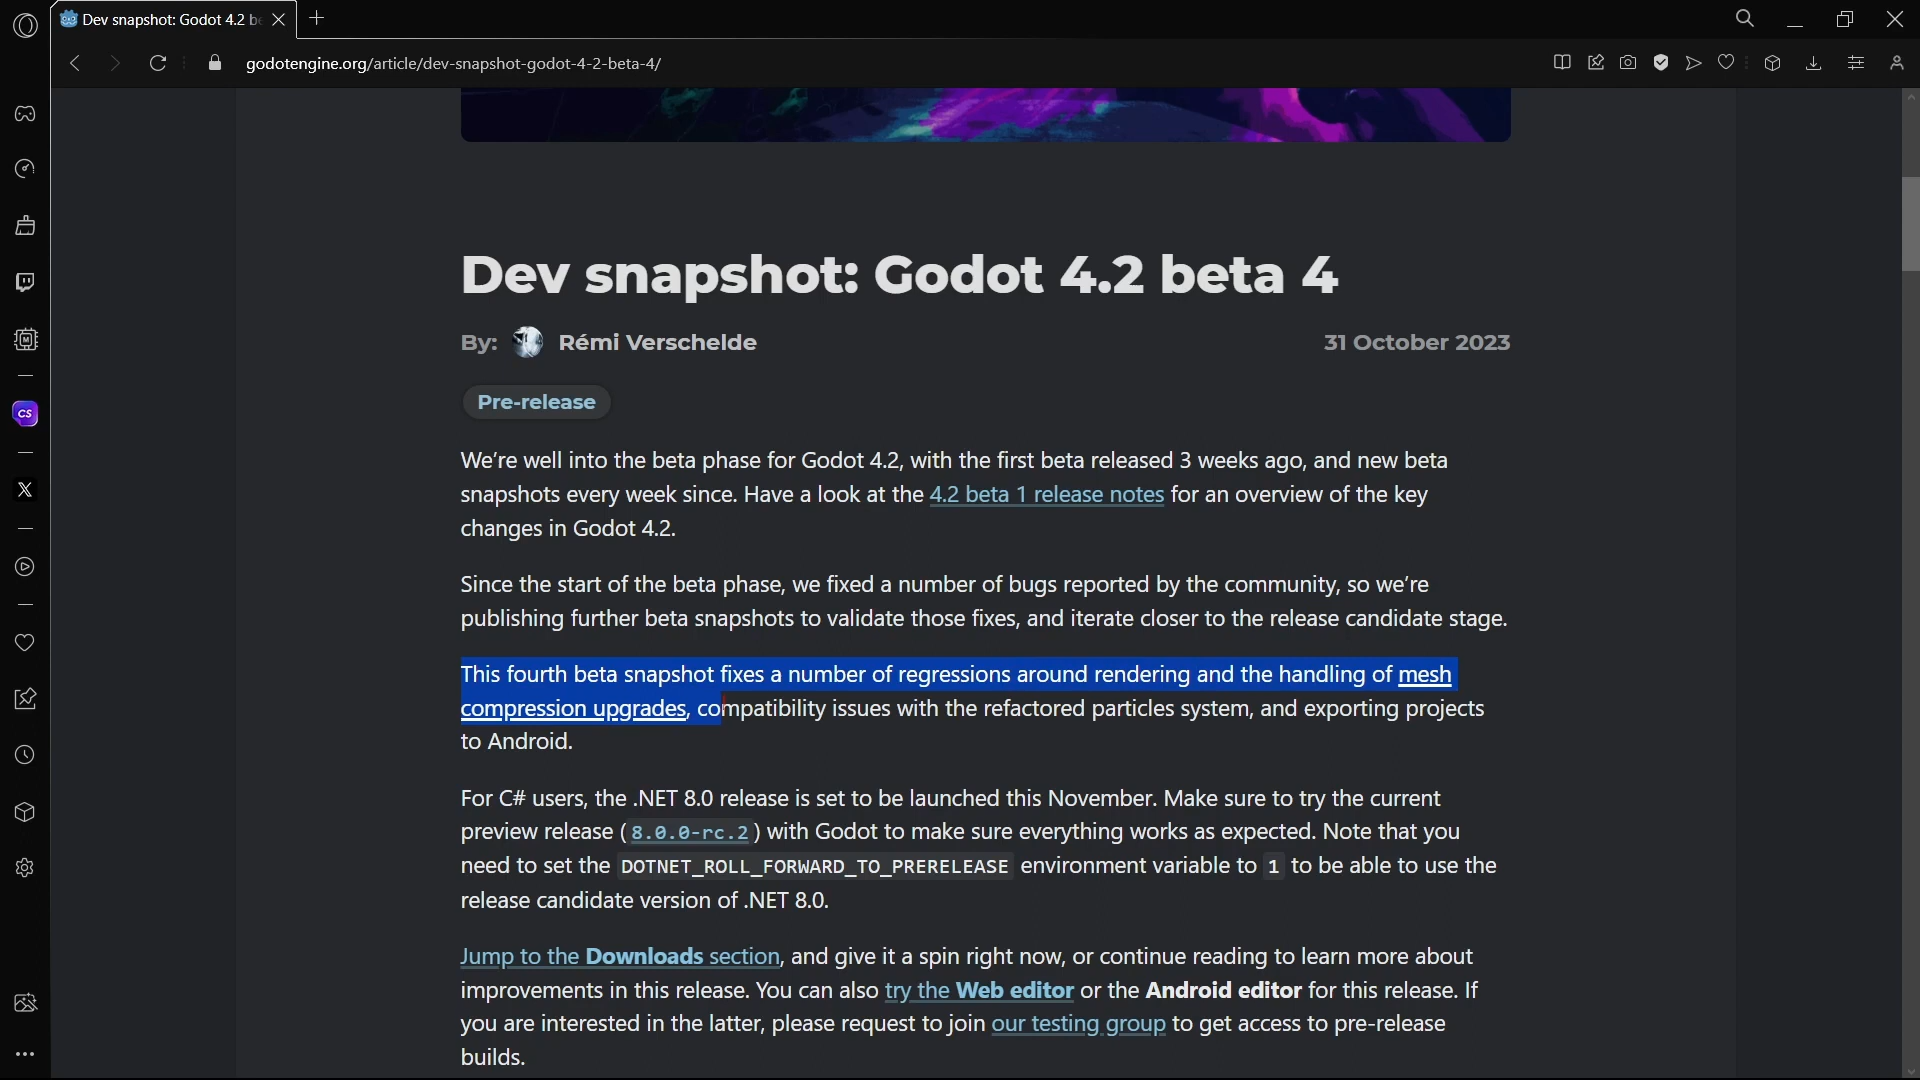 Dev snapshot: Godot 4.2 be
godotengine.org/article/dev-snapshot-godot-4-2-beta-4/
M
CS
X
Dev snapshot: Godot 4.2 beta 4
By: Rémi Verschelde 31 October 2023
Pre-release
We’re well into the beta phase for Godot 4.2, with the first beta released 3 weeks ago, and new beta
snapshots every week since. Have a look at the 4.2 beta 1 release notes for an overview of the key
changes in Godot 4.2.
Since the start of the beta phase, we fixed a number of bugs reported by the community, so we’re
publishing further beta snapshots to validate those fixes, and iterate closer to the release candidate stage.
This fourth beta snapshot fixes a number of regressions around rendering and the handling of mesh
compression upgrades, compatibility issues with the refactored particles system, and exporting projects
to Android.
For C# users, the .NET 8.0 release is set to be launched this November. Make sure to try the current
preview release (8.0.0-rc.2) with Godot to make sure everything works as expected. Note that you
need to set the DOTNET_ROLL_FORWARD_TO_PRERELEASE environment variable to 1 to be able to use the
release candidate version of .NET 8.0.
Jump to the Downloads section, and give it a spin right now, or continue reading to learn more about
improvements in this release. You can also try the Web editor or the Android editor for this release. If
you are interested in the latter, please request to join our testing group to get access to pre-release
builds.